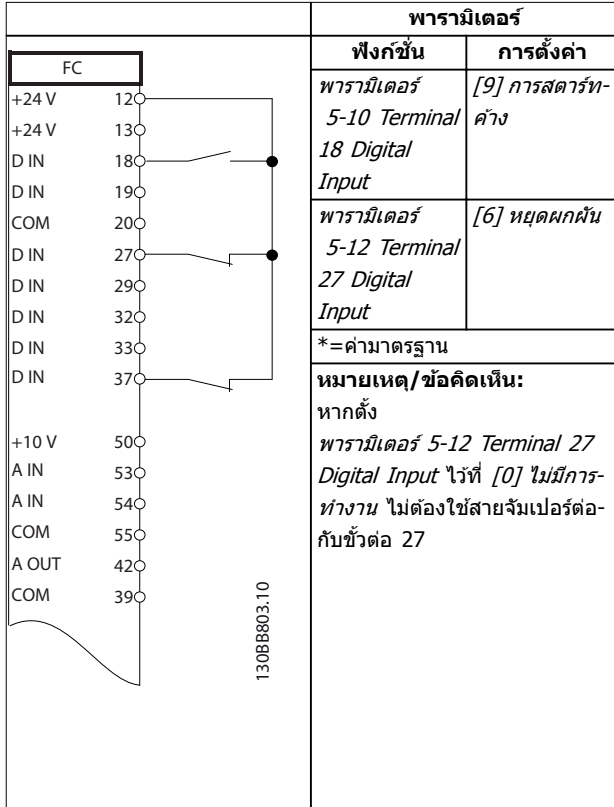 FC
+24 V 12
+24 V 13
D IN 18
D IN 19
COM 20
D IN 27
D IN 29
D IN 32
D IN 33
D IN 37
+10 V 50
A IN 53
A IN 54
COM 55
A OUT 42
COM 39
130BB803.10
พารามิเตอร์
ฟังก์ชั่น การตั้งค่า
พารามิเตอร์ [9] การสตาร์ท-
5-10 Terminal ค้าง
18 Digital
Input
พารามิเตอร์ [6] หยุดผกผัน
5-12 Terminal
27 Digital
Input
*=ค่ามาตรฐาน
หมายเหตุ/ข้อคิดเห็น:
หากตั้ง
พารามิเตอร์ 5-12 Terminal 27
Digital Input ไว้ที่ [0] ไม่มีการ-
ทำงาน ไม่ต้องใช้สายจัมเปอร์ต่อ-
กับขั้วต่อ 27